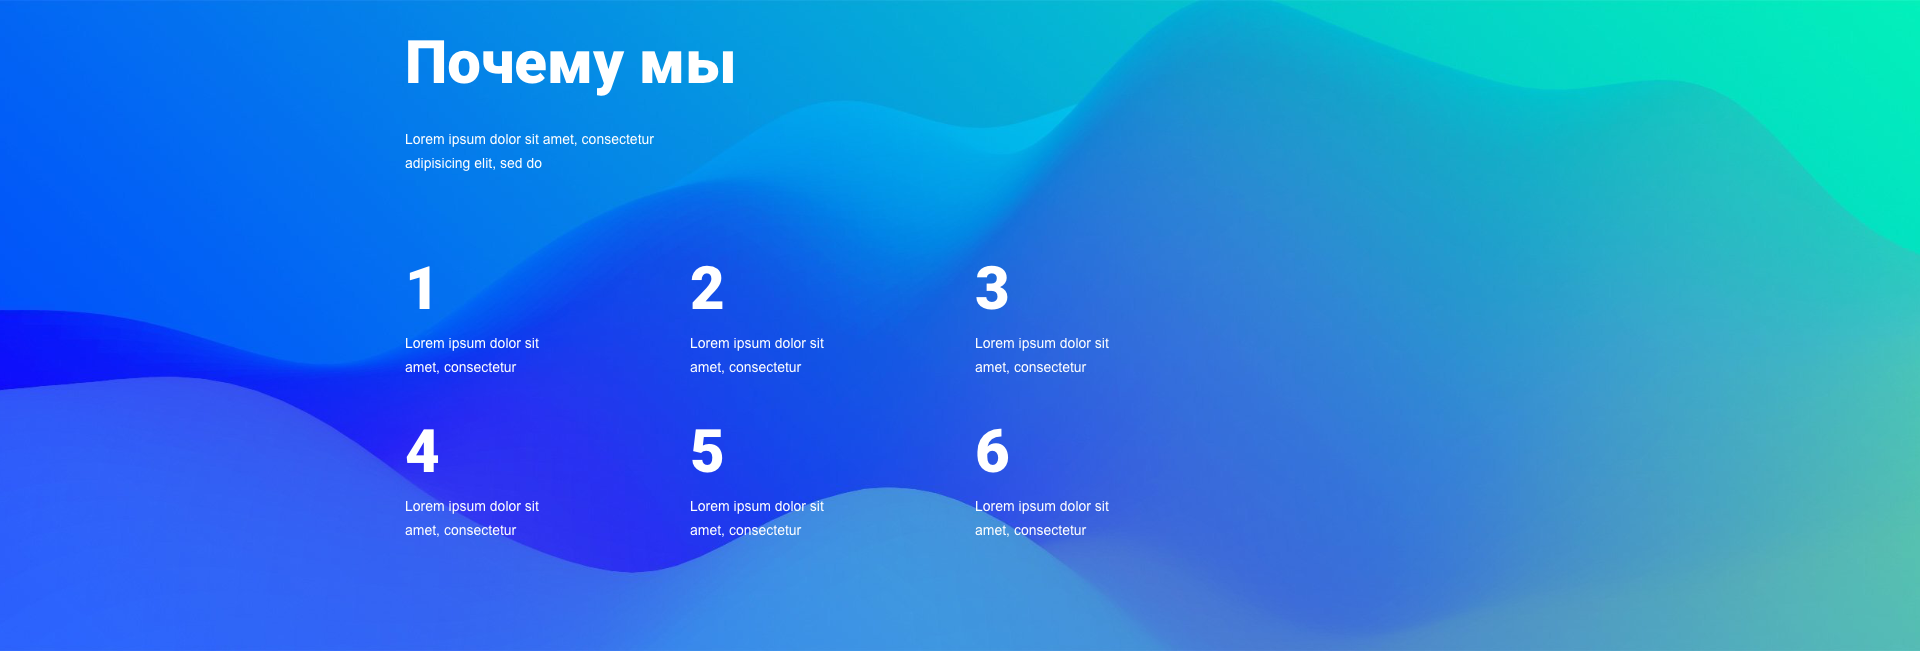 Почему мы
Lorem ipsum dolor sit amet, consectetur
adipisicing elit, sed do
1
Lorem ipsum dolor sit
amet, consectetur
2
Lorem ipsum dolor sit
amet, consectetur
3
Lorem ipsum dolor sit
amet, consectetur
4
Lorem ipsum dolor sit
amet, consectetur
5
Lorem ipsum dolor sit
amet, consectetur
6
Lorem ipsum dolor sit
amet, consectetur